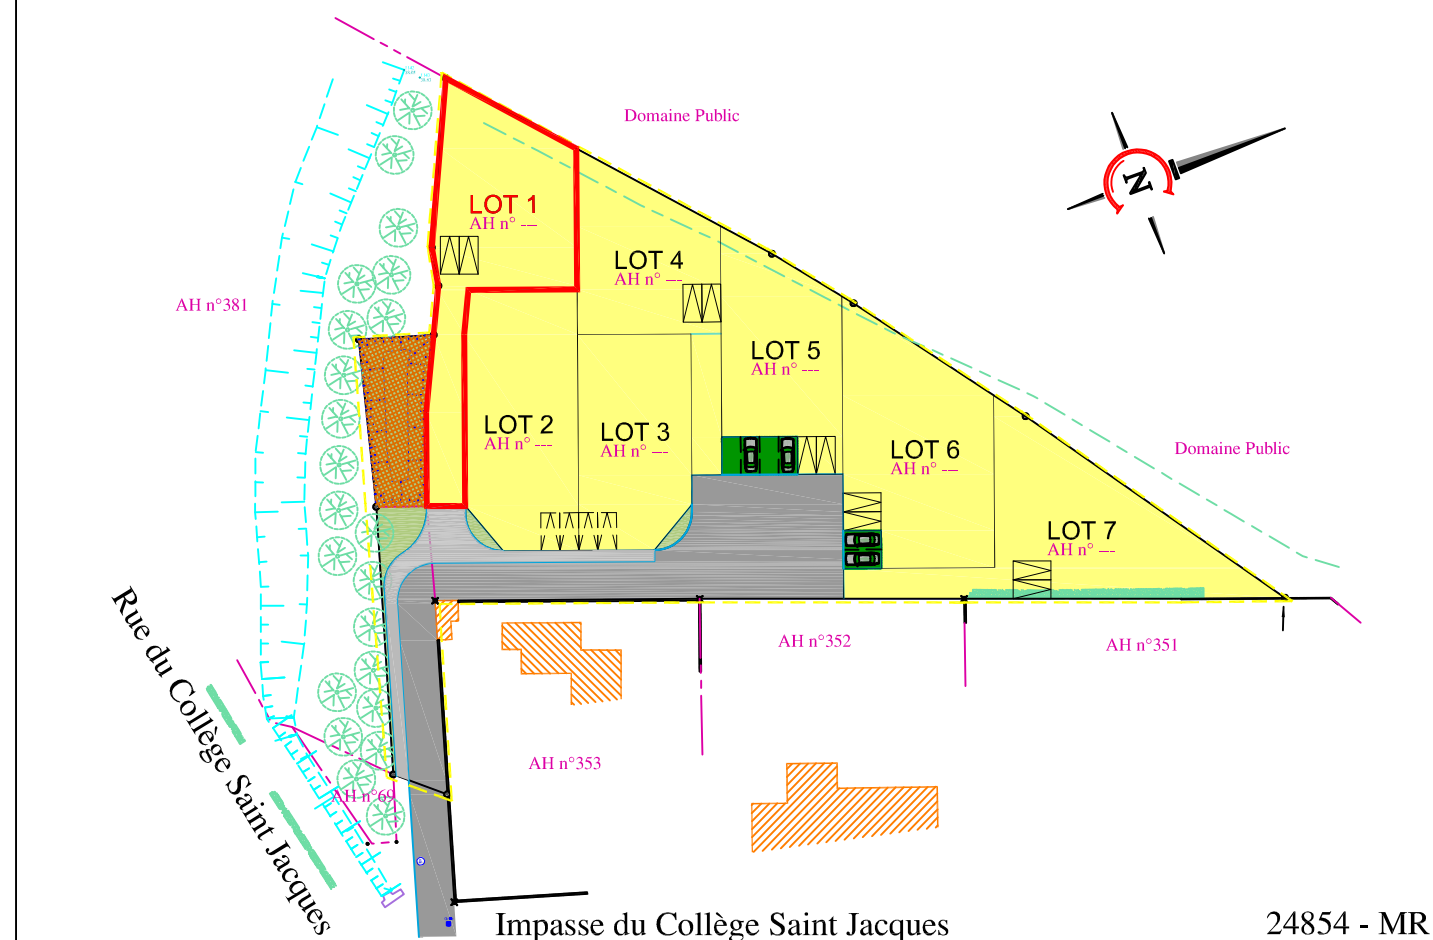 Domaine Public
N
LOT 1
AH n° ---
LOT 4
AH n° ---
AH n°381
LOT 5
AH n° ---
LOT 2
AH n° ---
LOT 3
AH n° ---
LOT 6
AH n° ---
Domaine Public
LOT 7
AH n° ---
AH n°352
AH n°351
Rue du Collège Saint Jacques
AH n°353
AH n°69
Impasse du Collège Saint Jacques
24854 - MR